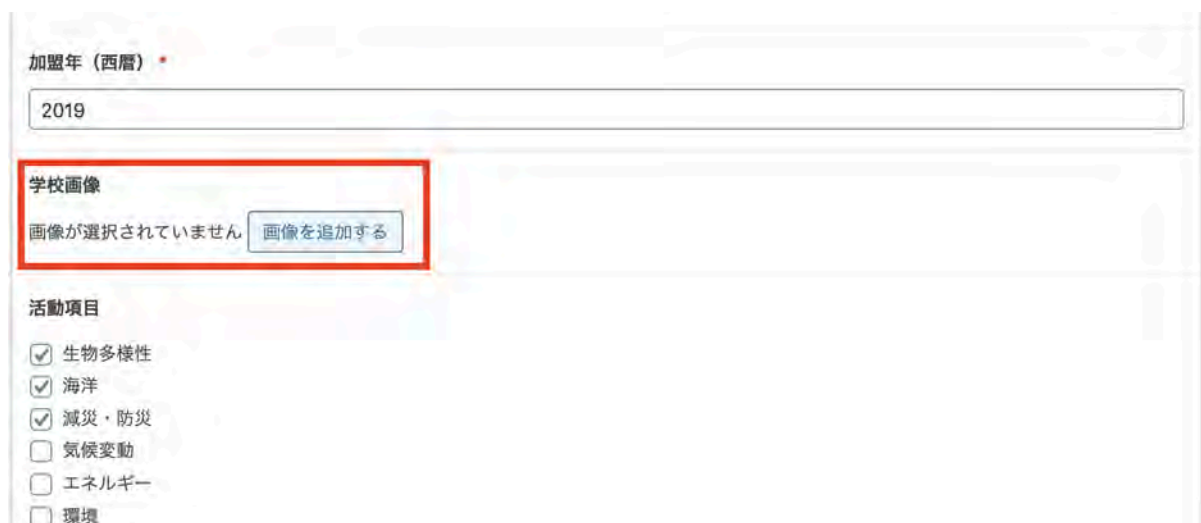 加盟年（西暦） *
2019
学校画像
画像が選択されていません 画像を追加する
活動項目
生物多様性
海洋
減災・防災
気候変動
エネルギー
環境